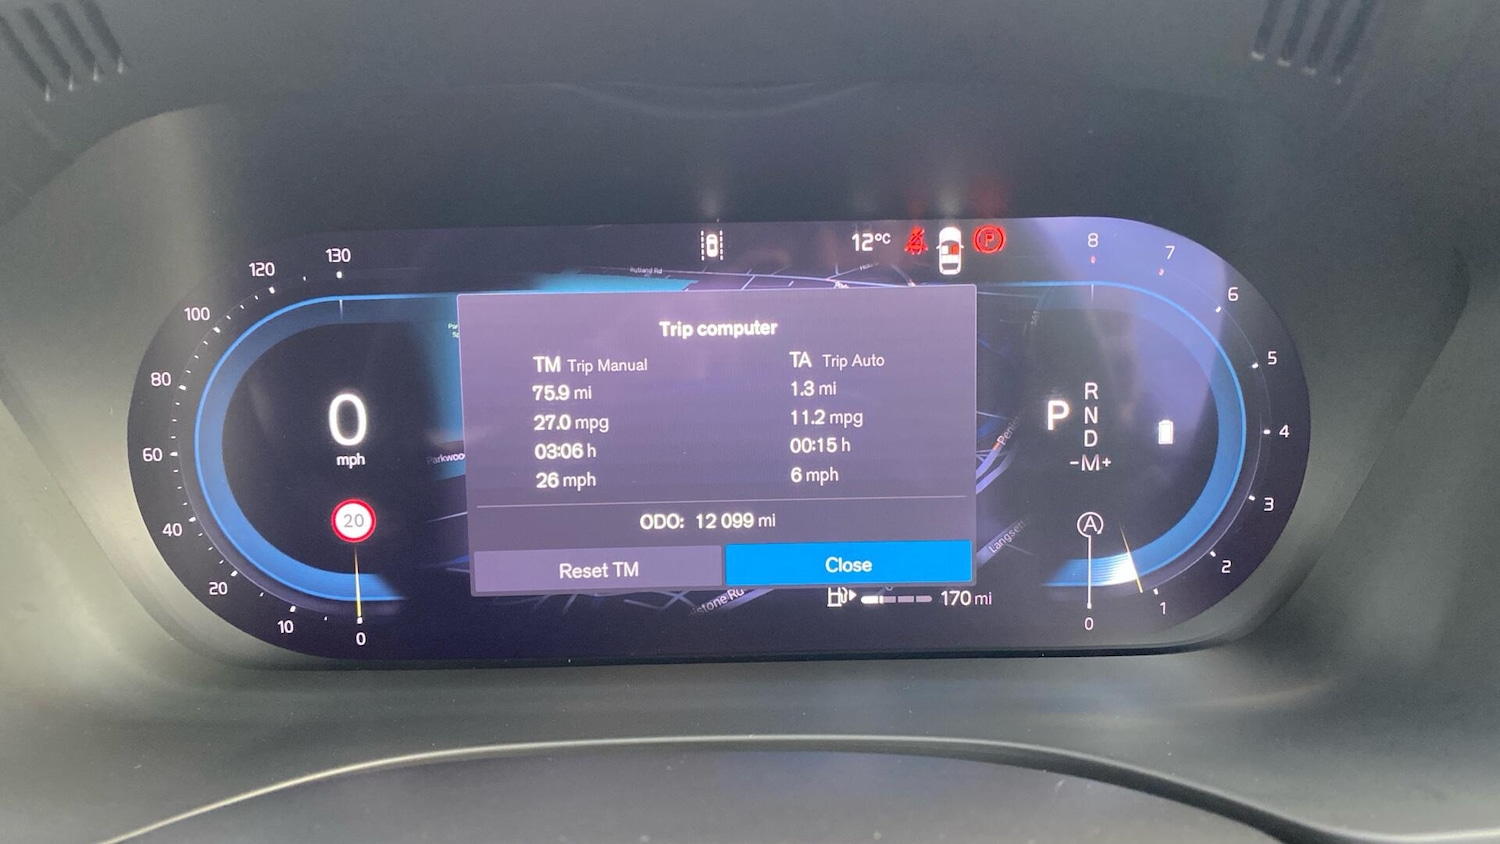 130
120
100
80
60
40
20
10
0
12°C
8
7
6
5
4
3
2
1
0
Rutland Rd
0
mph
20
Trip computer
TM Trip Manual
75.9 mi
27.0 mpg
03:06 h
26 mph
TA Trip Auto
1.3 mi
11.2 mpg
00:15 h
6 mph
ODO: 12 099 mi
Reset TM
Close
P
R
N
D
-M+
A
P
170 mi